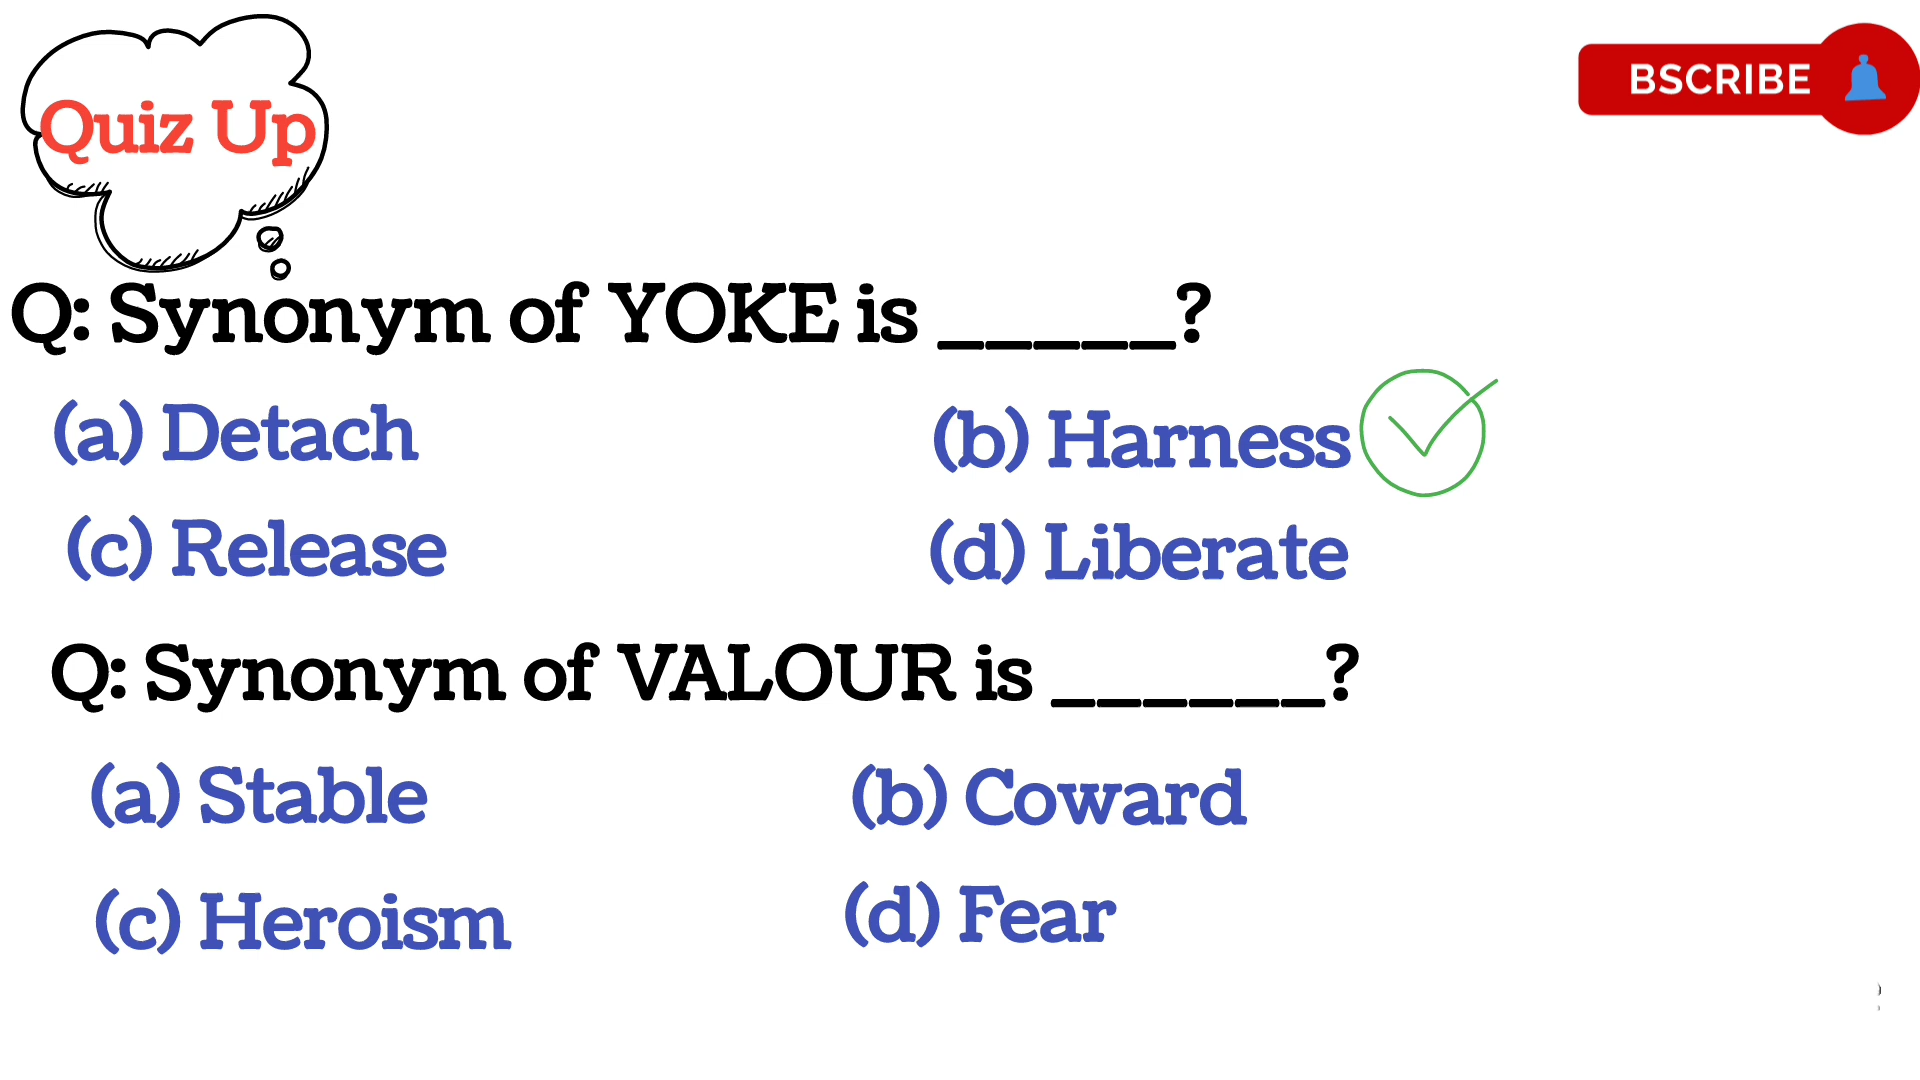 Quiz Up
BSCRIBE
Q: Synonym of YOKE is _____?
(a) Detach
(b) Harness
(c) Release
(d) Liberate
Q: Synonym of VALOUR is ______?
(a) Stable
(b) Coward
(c) Heroism
(d) Fear